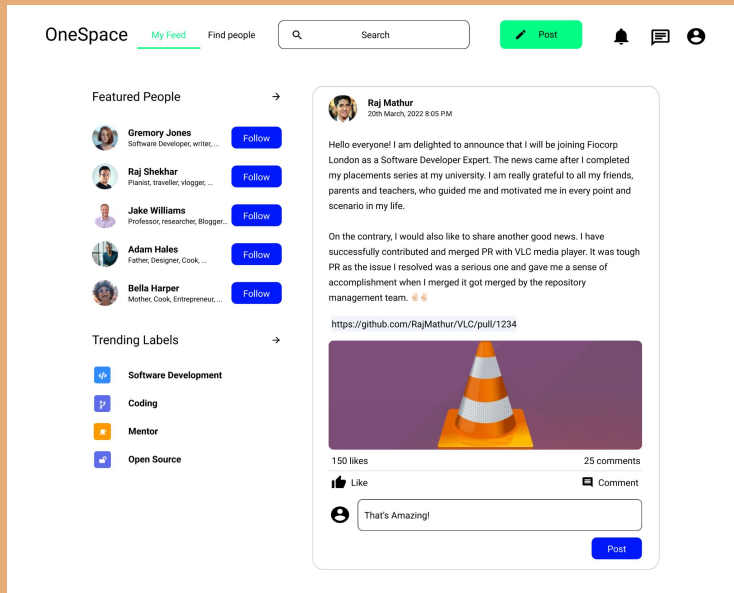 OneSpace My Feed Find people Search Post
Featured People
Gremory Jones
Software Developer, writer, ...
Follow
Raj Shekhar
Pianist, traveller, vlogger, ...
Follow
Jake Williams
Professor, researcher, Blogger...
Follow
Adam Hales
Father, Designer, Cook, ...
Follow
Bella Harper
Mother, Cook, Entrepreneur, ...
Follow
Trending Labels
Software Development
Coding
Mentor
Open Source
Raj Mathur
20th March, 2022 8:05 P.M
Hello everyone! I am delighted to announce that I will be joining Fiocorp
London as a Software Developer Expert. The news came after I completed
my placements series at my university. I am really grateful to all my friends,
parents and teachers, who guided me and motivated me in every point and
scenario in my life.
On the contrary, I would also like to share another good news. I have
successfully contributed and merged PR with VLC media player. It was tough
PR as the issue I resolved was a serious one and gave me a sense of
accomplishment when I merged it got merged by the repository
management team. ✌🏻✌🏻
https://github.com/RajMathur/VLC/pull/1234
150 likes 25 comments
Like Comment
That's Amazing!
Post